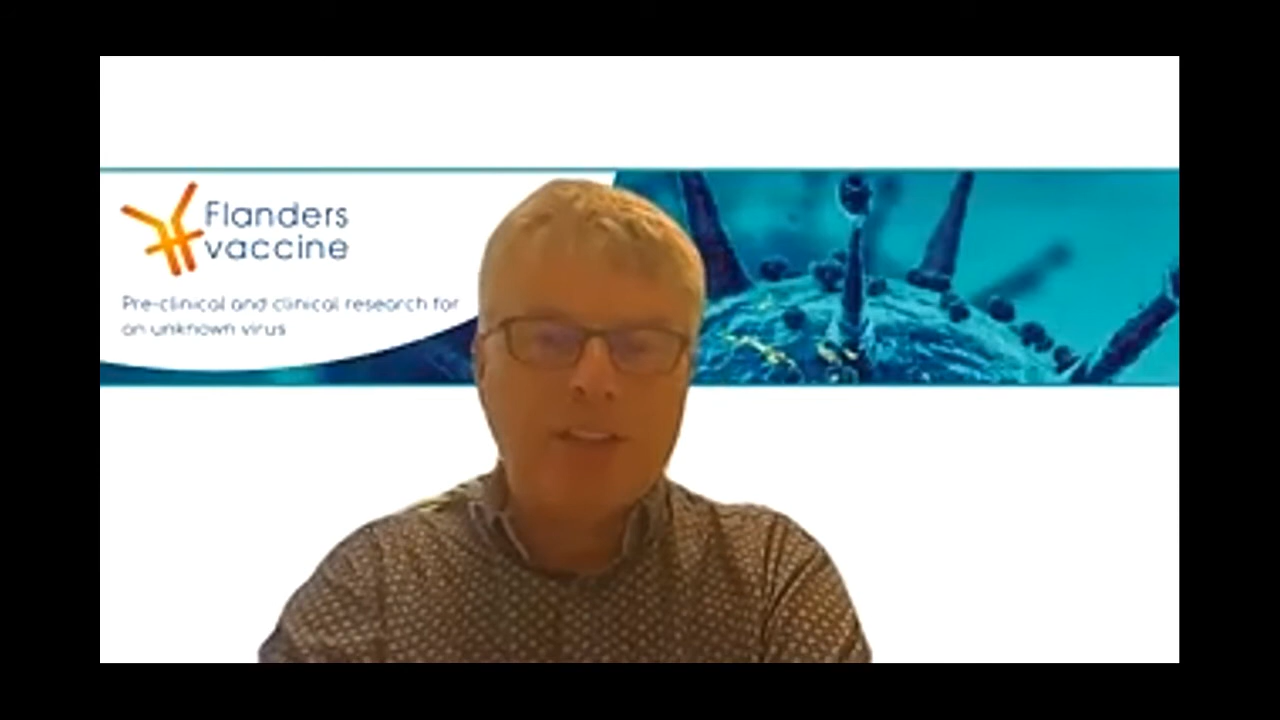 Flanders
vaccine
Pre-clinical and clinical research for
an unknown virus